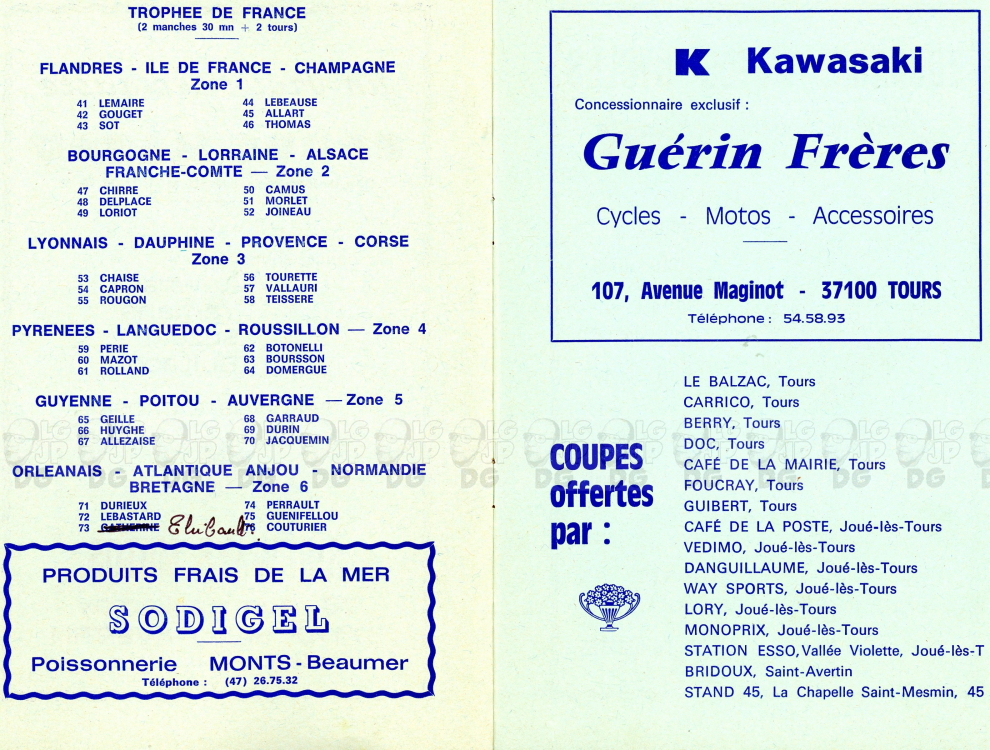 TROPHEE DE FRANCE
(2 manches 30 mn + 2 tours)
FLANDRES - ILE DE FRANCE - CHAMPAGNE
Zone 1
41 LEMAIRE 44 LEBEAUSE
42 GOUGET 45 ALLART
43 SOT 46 THOMAS
BOURGOGNE - LORRAINE - ALSACE
FRANCHE-COMTE — Zone 2
47 CHIRRE 50 CAMUS
48 DELPLACE 51 MORLET
49 LORIOT 52 JOINEAU
LYONNAIS - DAUPHINE - PROVENCE - CORSE
Zone 3
53 CHAISE 56 TOURETTE
54 CAPRON 57 VALLAURI
55 ROUGON 58 TEISSERE
PYRENEES - LANGUEDOC - ROUSSILLON — Zone 4
59 PERIE 62 BOTONELLI
60 MAZOT 63 BOURSSON
61 ROLLAND 64 DOMERGUE
GUYENNE - POITOU - AUVERGNE — Zone 5
65 GEILLE 68 GARRAUD
66 HUYGHE 69 DURIN
67 ALLEZAISE 70 JACQUEMIN
ORLEANAIS - ATLANTIQUE ANJOU - NORMANDIE
BRETAGNE — Zone 6
71 DURIEUX 74 PERRAULT
72 LEBASTARD 75 GUENIFELLOU
73 CATHERINE 76 COUTURIER
PRODUITS FRAIS DE LA MER
SODIGEL
Poissonnerie MONTS - Beaumer
Téléphone : (47) 26.75.32
K Kawasaki
Concessionnaire exclusif :
Guérin Frères
Cycles - Motos - Accessoires
107, Avenue Maginot - 37100 TOURS
Téléphone : 54.58.93
COUPES
offertes
par :
LE BALZAC, Tours
CARRICO, Tours
BERRY, Tours
DOC, Tours
CAFÉ DE LA MAIRIE, Tours
FOUCRAY, Tours
GUIBERT, Tours
CAFÉ DE LA POSTE, Joué-lès-Tours
VEDIMO, Joué-lès-Tours
DANGUILLAUME, Joué-lès-Tours
WAY SPORTS, Joué-lès-Tours
LORY, Joué-lès-Tours
MONOPRIX, Joué-lès-Tours
STATION ESSO, Vallée Violette, Joué-lès-T
BRIDOUX, Saint-Avertin
STAND 45, La Chapelle Saint-Mesmin, 45